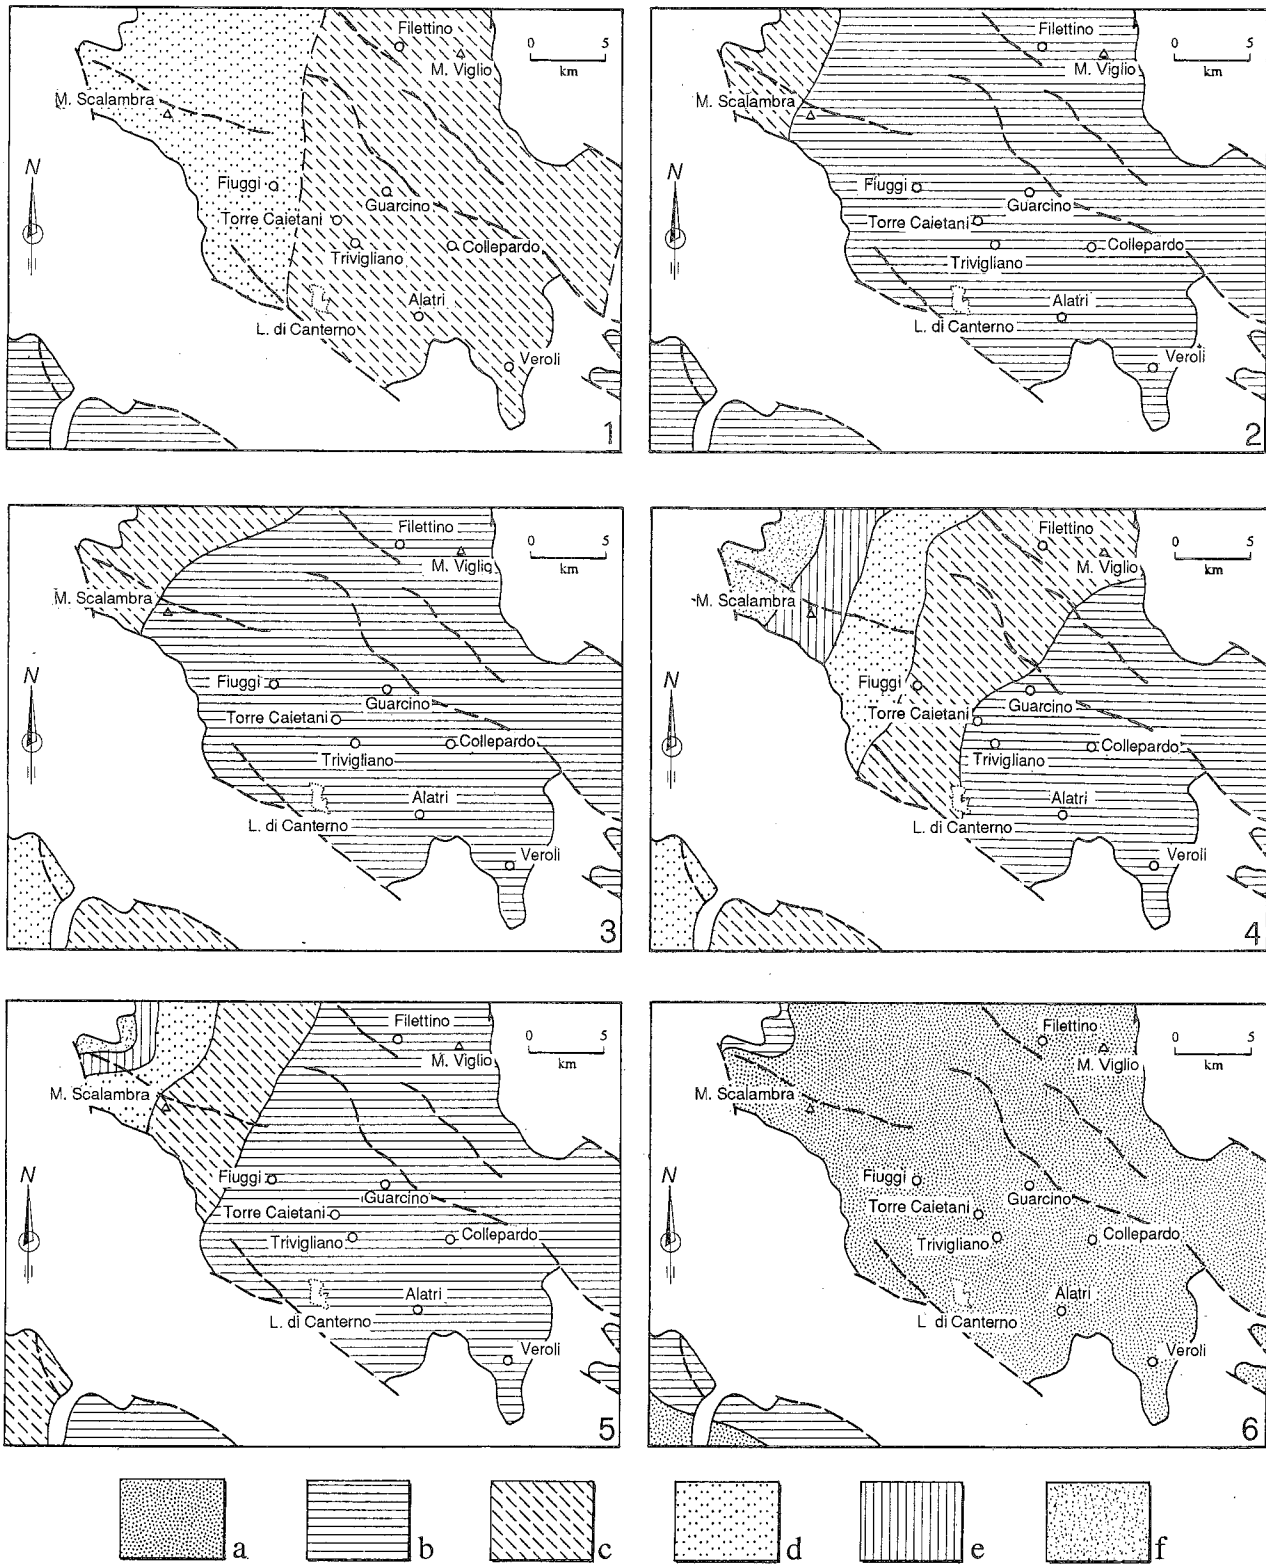 Filettino
0 5
km
M. Viglio
M. Scalambra
N
Fiuggi
Guarcino
Torre Caietani
Trivigliano
Collepardo
Alatri
L. di Canterno
Veroli
1
Filettino
0 5
km
M. Viglio
M. Scalambra
N
Fiuggi
Guarcino
Torre Caietani
Collepardo
Trivigliano
Alatri
L. di Canterno
Veroli
2
Filettino
0 5
km
M. Viglio
M. Scalambra
N
Fiuggi
Guarcino
Torre Caietani
Collepardo
Trivigliano
Alatri
L. di Canterno
Veroli
3
Filettino
0 5
km
M. Viglio
M. Scalambra
N
Fiuggi
Guarcino
Torre Caietani
Collepardo
Trivigliano
Alatri
L. di Canterno
Veroli
4
Filettino
0 5
km
M. Viglio
M. Scalambra
N
Fiuggi
Guarcino
Torre Caietani
Collepardo
Trivigliano
Alatri
L. di Canterno
Veroli
5
Filettino
0 5
km
M. Viglio
M. Scalambra
N
Fiuggi
Guarcino
Torre Caietani
Collepardo
Trivigliano
Alatri
L di Canterno
Veroli
6
a b c d e f